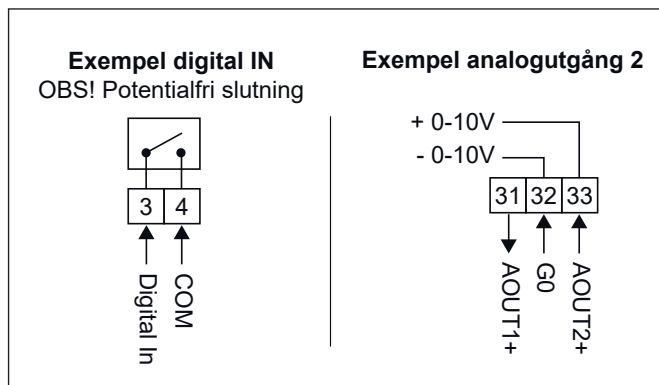 Exempel digital IN
OBS! Potentialfri slutning
3 4
Digital In
COM
Exempel analogutgång 2
+ 0-10V
- 0-10V
31 32 33
AOUT1+
G0
AOUT2+